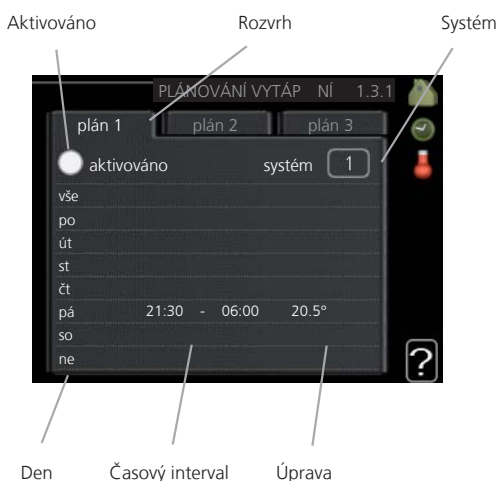 Aktivováno Rozvrh Systém
PLÁNOVÁNÍ VYTÁP NÍ 1.3.1
plán 1 plán 2 plán 3
aktivováno systém 1
vše
po
út
st
čt
pá 21:30 - 06:00 20.5°
so
ne
?
Den Časový interval Úprava